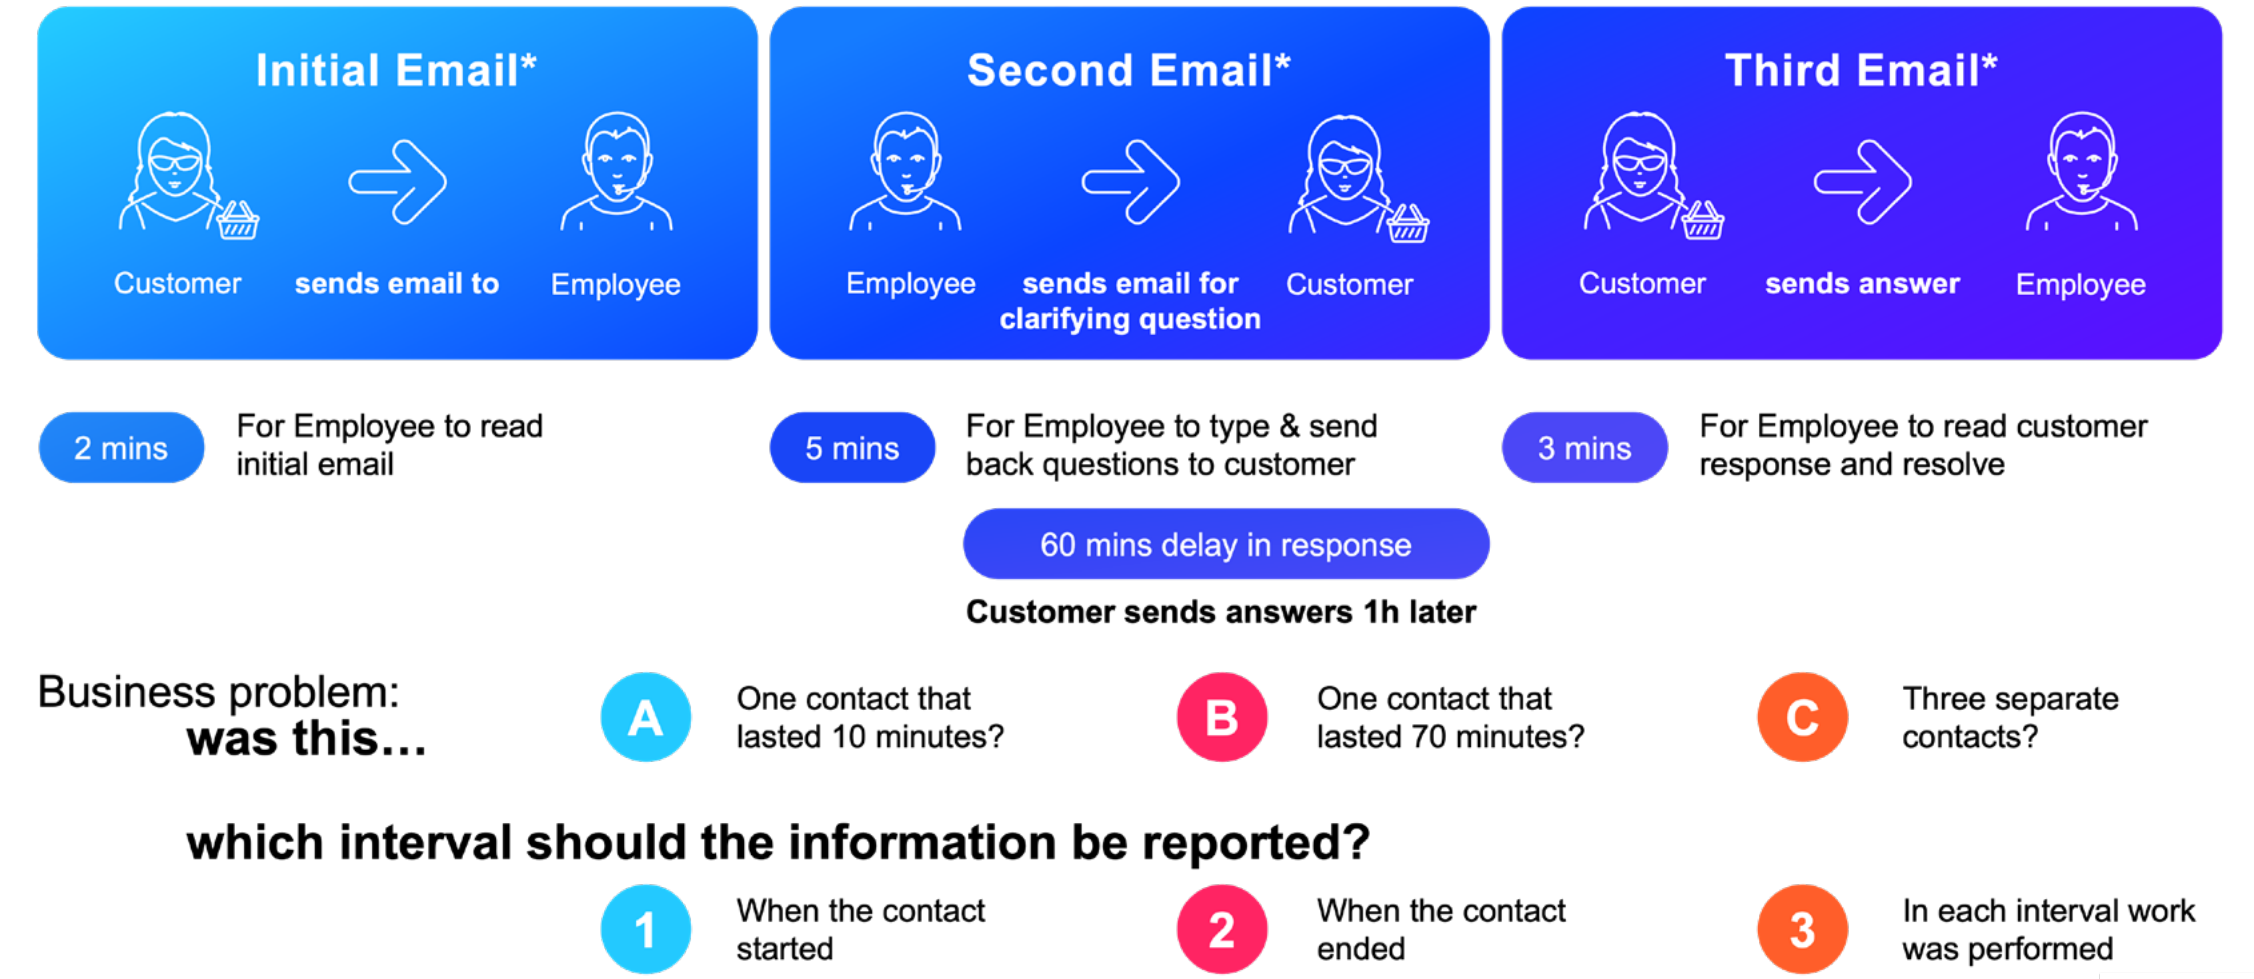 Initial Email*
Customer
sends email to
Employee
Second Email*
Employee
sends email for
clarifying question
Customer
Third Email*
Customer
sends answer
Employee
2 mins
For Employee to read
initial email
5 mins
For Employee to type & send
back questions to customer
3 mins
For Employee to read customer
response and resolve
60 mins delay in response
Customer sends answers 1h later
Business problem:
was this...
A
One contact that
lasted 10 minutes?
B
One contact that
lasted 70 minutes?
C
Three separate
contacts?
which interval should the information be reported?
1
When the contact
started
2
When the contact
ended
3
In each interval work
was performed